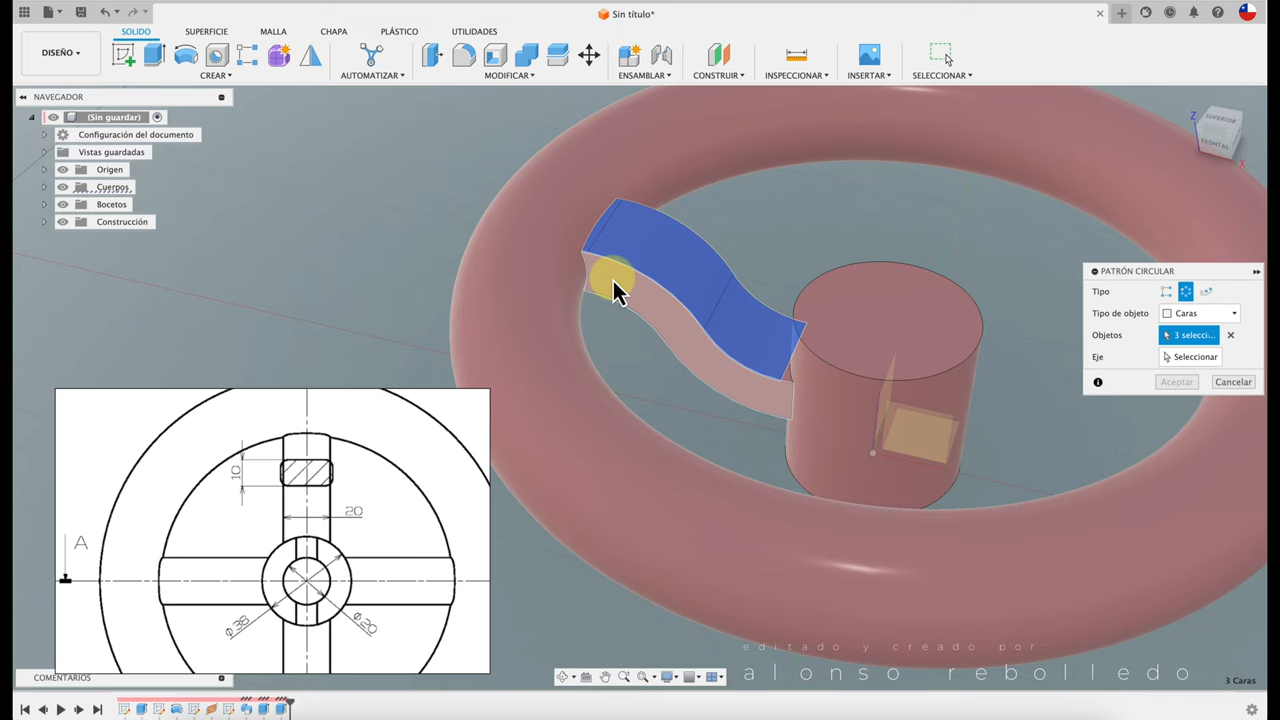 Sin título*
DISEÑO
SOLIDO
SUPERFICIE
MALLA
CHAPA
PLÁSTICO
UTILIDADES
CREAR
AUTOMATIZAR
MODIFICAR
ENSAMBLAR
CONSTRUIR
INSPECCIONAR
INSERTAR
SELECCIONAR
NAVEGADOR
(Sin guardar)
Configuración del documento
Vistas guardadas
Origen
Cuerpos
Bocetos
Construcción
SUPERIOR
FRONTAL
Z
X
PATRÓN CIRCULAR
Tipo
Tipo de objeto
Caras
Objetos
3 selecci...
Eje
Seleccionar
Aceptar
Cancelar
10
20
A
Ø38
Ø20
editado y creado por:
alonso rebolledo
COMENTARIOS
3 Caras